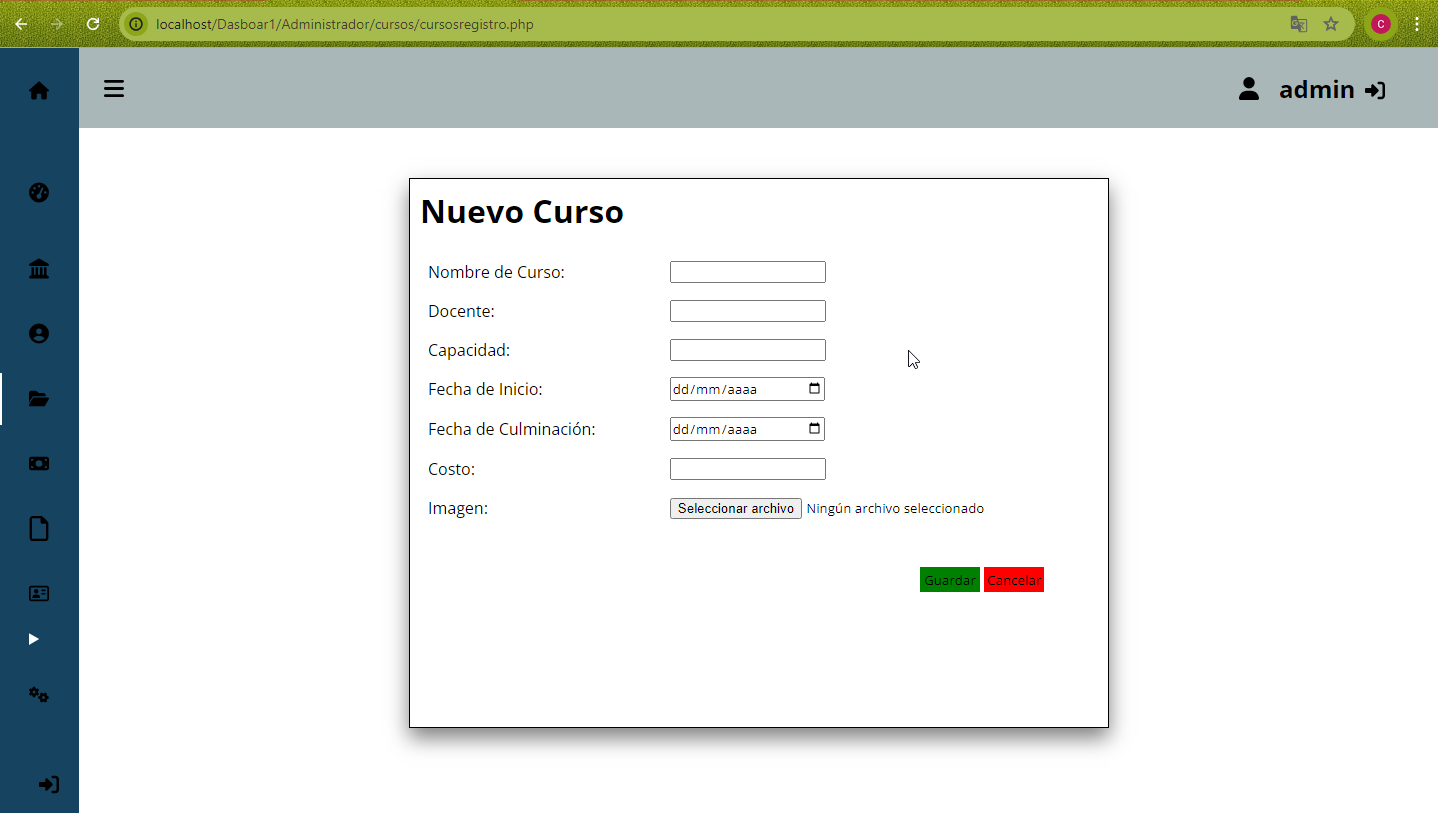 localhost/Dasboar1/Administrador/cursos/cursosregistro.php
C
admin
Nuevo Curso
Nombre de Curso:
Docente:
Capacidad:
Fecha de Inicio: dd/mm/aaaa
Fecha de Culminación: dd/mm/aaaa
Costo:
Imagen: Seleccionar archivo Ningún archivo seleccionado
Guardar Cancelar